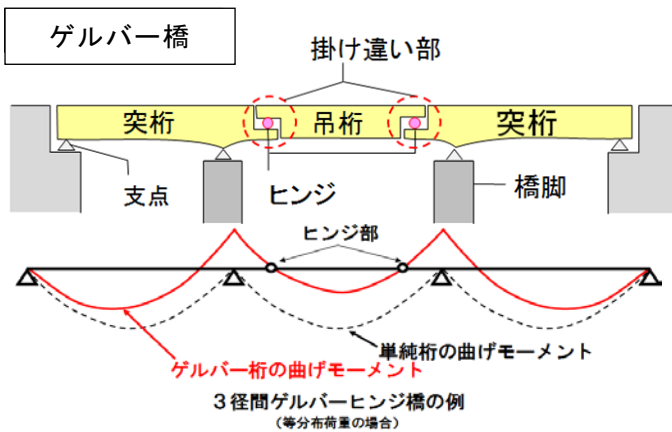 ゲルバー橋
掛け違い部
突桁
吊桁
突桁
支点
ヒンジ
橋脚
ヒンジ部
単純桁の曲げモーメント
ゲルバー桁の曲げモーメント
３径間ゲルバーヒンジ橋の例
（等分布荷重の場合）